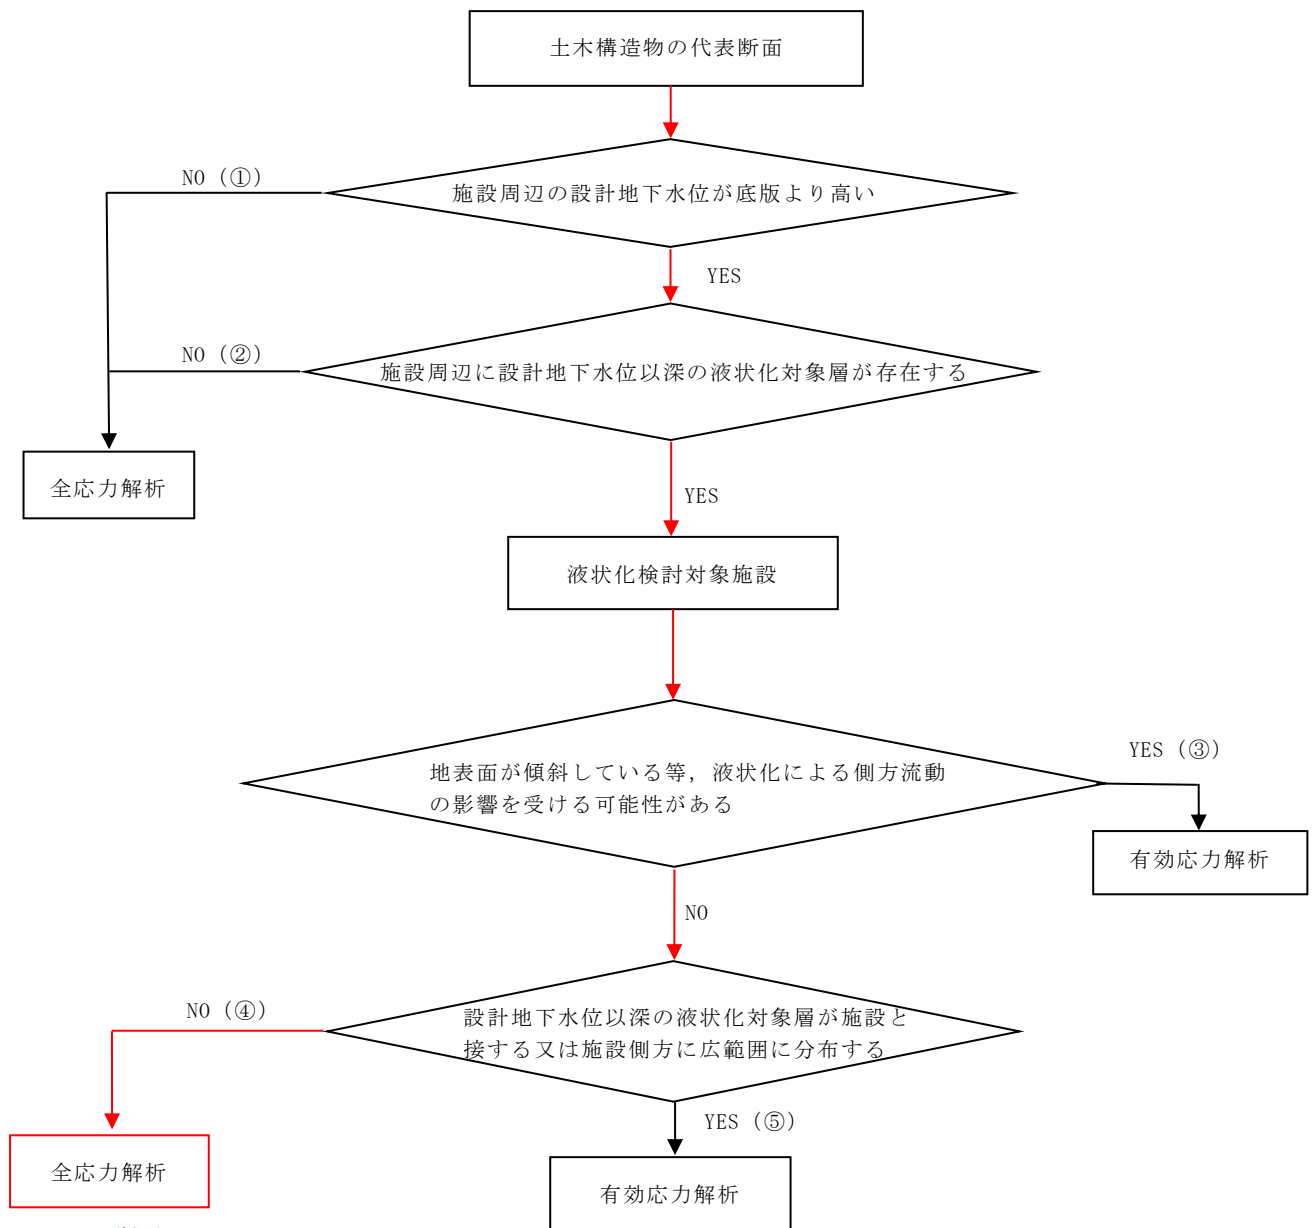 土木構造物の代表断面
NO（①）
施設周辺の設計地下水位が底版より高い
YES
NO（②）
施設周辺に設計地下水位以深の液状化対象層が存在する
全応力解析
YES
液状化検討対象施設
YES（③）
地表面が傾斜している等，液状化による側方流動
の影響を受ける可能性がある
有効応力解析
NO
NO（④）
設計地下水位以深の液状化対象層が施設と
接する又は施設側方に広範囲に分布する
YES（⑤）
全応力解析
有効応力解析